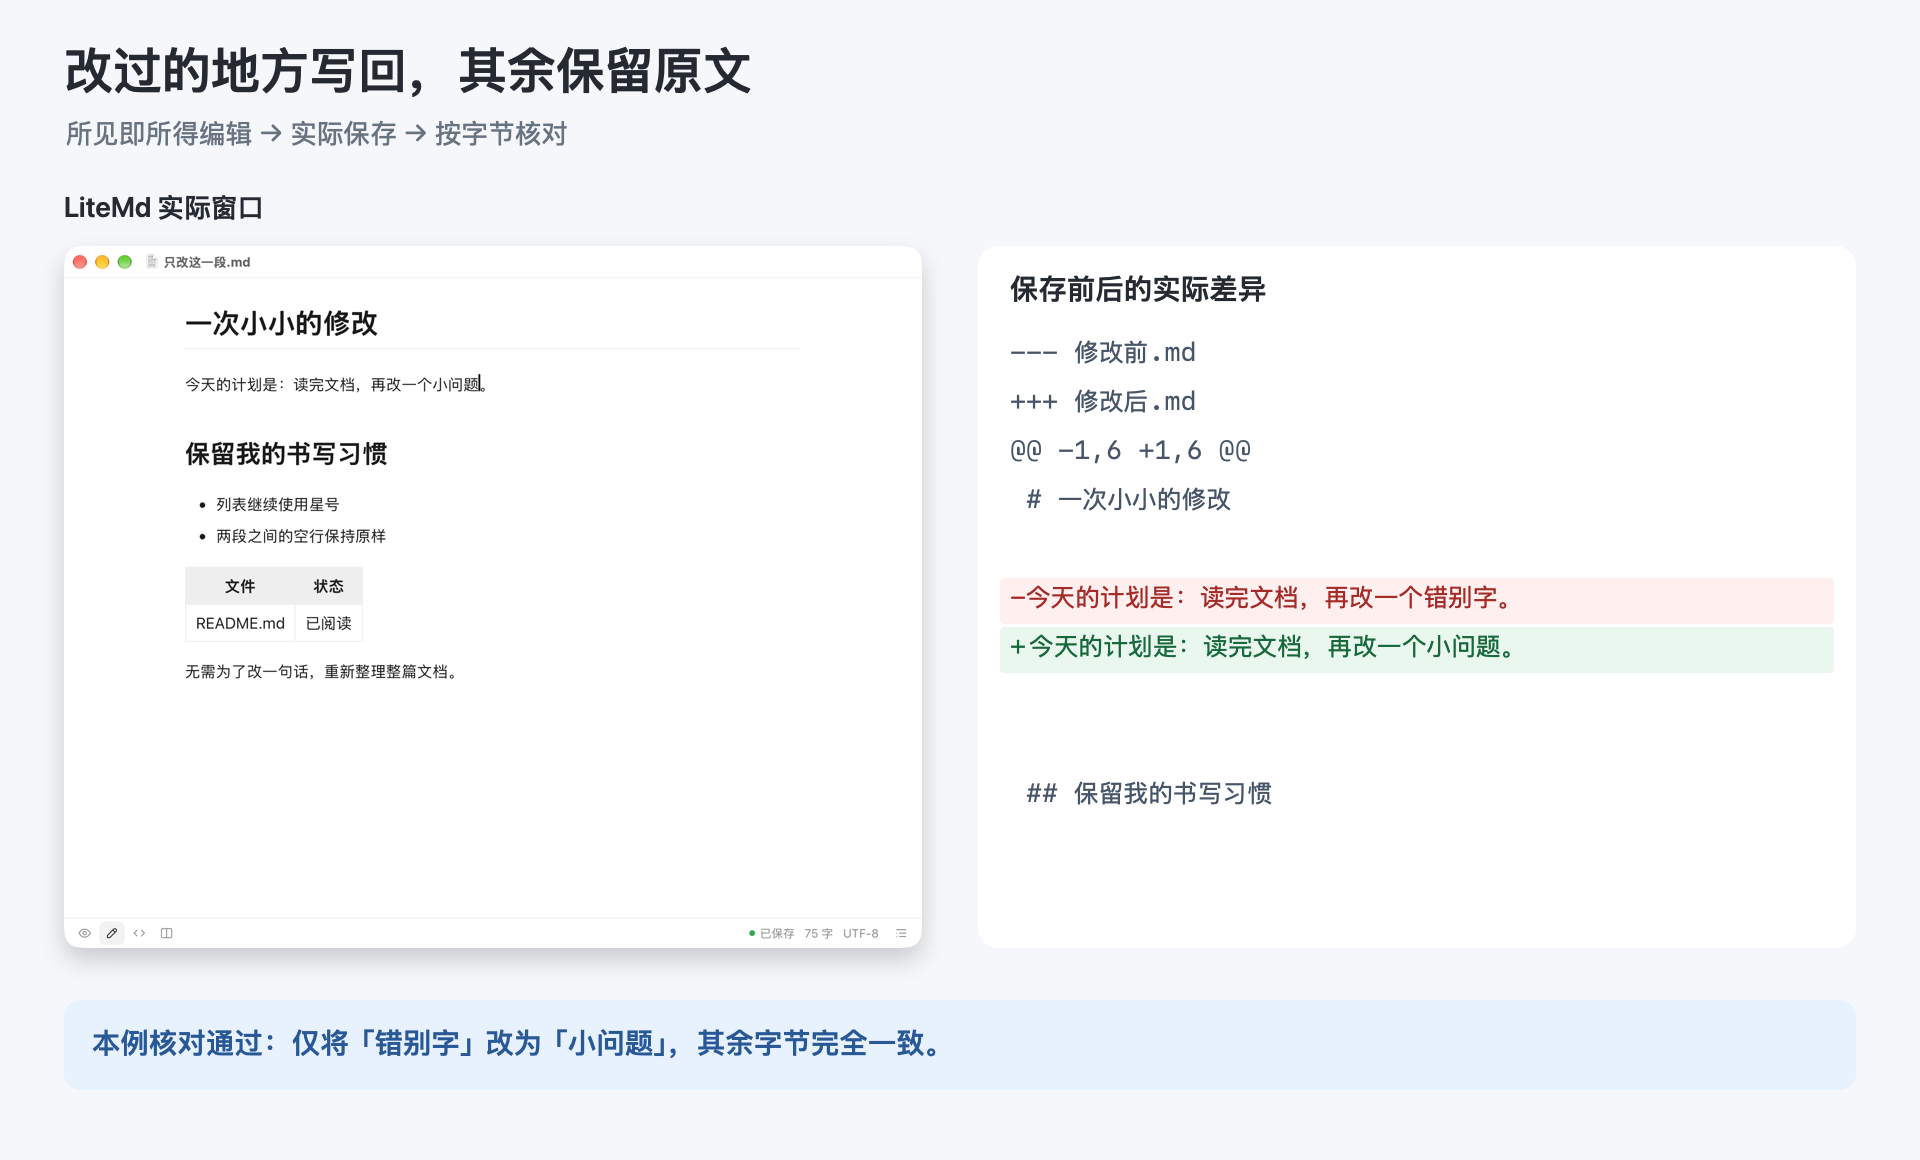 改过的地方写回，其余保留原文
所见即所得编辑 → 实际保存 → 按字节核对
LiteMd 实际窗口
只改这一段.md
一次小小的修改
今天的计划是：读完文档，再改一个小问题。
保留我的书写习惯
• 列表继续使用星号
• 两段之间的空行保持原样
文件 状态
README.md 已阅读
无需为了改一句话，重新整理整篇文档。
已保存 75 字 UTF-8
保存前后的实际差异
--- 修改前.md
+++ 修改后.md
@@ -1,6 +1,6 @@
# 一次小小的修改
-今天的计划是：读完文档，再改一个错别字。
+今天的计划是：读完文档，再改一个小问题。
## 保留我的书写习惯
本例核对通过：仅将「错别字」改为「小问题」，其余字节完全一致。